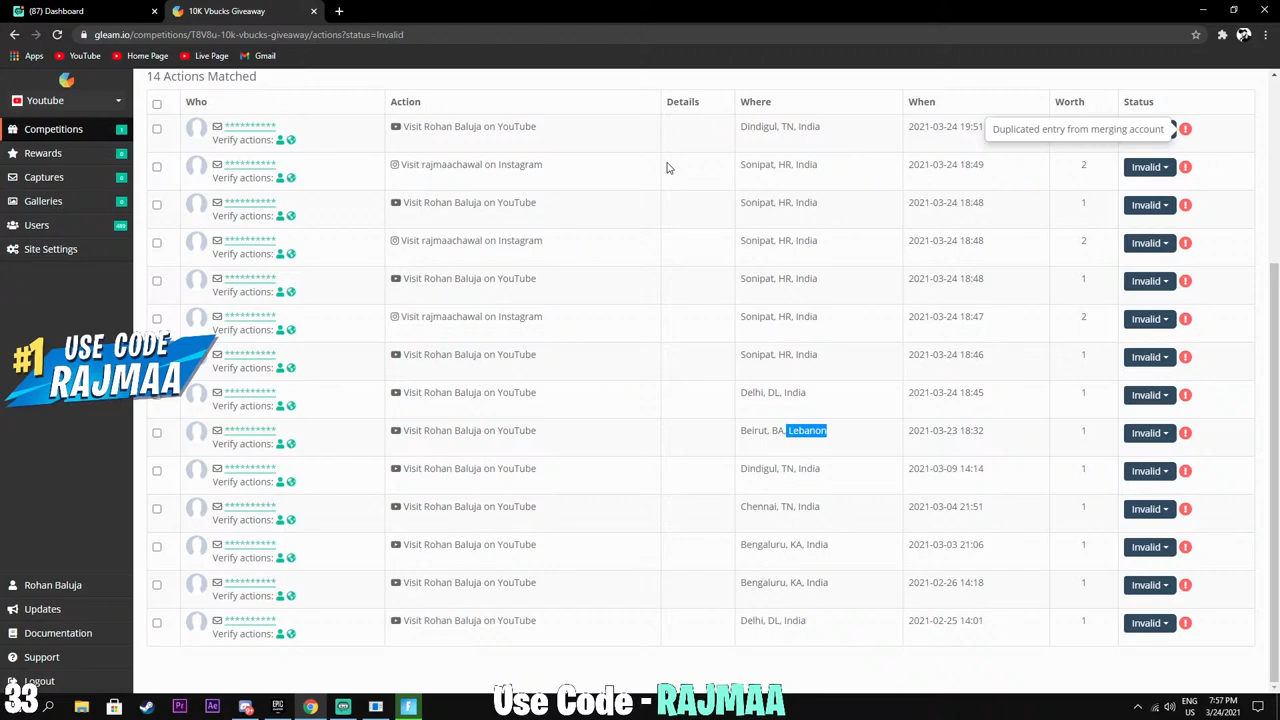 (87) Dashboard
10K Vbucks Giveaway
gleam.io/competitions/T8V8u-10k-vbucks-giveaway/actions?status=Invalid
Apps YouTube Home Page Live Page Gmail
Youtube
Competitions 1
Rewards 0
Captures 0
Galleries 0
Users 489
Site Settings
14 Actions Matched
Who Action Details Where When Worth Status
********** Visit Rohan Baluja on YouTube Dindigul, TN, India 2021-03-24 19: Duplicated entry from merging account
Verify actions:
********** Visit rajmaachawal on Instagram Sonipat, HR, India 2021-03-24 18:49 2 Invalid
Verify actions:
********** Visit Rohan Baluja on YouTube Sonipat, HR, India 2021-03-24 18:48 1 Invalid
Verify actions:
********** Visit rajmaachawal on Instagram Sonipat, HR, India 2021-03-24 18:48 2 Invalid
Verify actions:
********** Visit Rohan Baluja on YouTube Sonipat, HR, India 2021-03-24 18:48 1 Invalid
Verify actions:
********** Visit rajmaachawal on Instagram Sonipat, HR, India 2021-03-24 18:47 2 Invalid
Verify actions:
********** Visit Rohan Baluja on YouTube Sonipat, HR, India 2021-03-24 18:46 1 Invalid
Verify actions:
********** Visit Rohan Baluja on YouTube Delhi, DL, India 2021-03-24 18:45 1 Invalid
Verify actions:
********** Visit Rohan Baluja on YouTube Beirut, BA, Lebanon 2021-03-23 18:32 1 Invalid
Verify actions:
********** Visit Rohan Baluja on YouTube Dindigul, TN, India 2021-03-09 14:14 1 Invalid
Verify actions:
********** Visit Rohan Baluja on YouTube Chennai, TN, India 2021-03-04 21:51 1 Invalid
Verify actions:
********** Visit Rohan Baluja on YouTube Bengaluru, KA, India 2021-03-03 21:06 1 Invalid
Verify actions:
********** Visit Rohan Baluja on YouTube Bengaluru, KA, India 2021-02-26 14:18 1 Invalid
Verify actions:
********** Visit Rohan Baluja on YouTube Delhi, DL, India 2021-02-25 14:01 1 Invalid
Verify actions:
#1 USE CODE
RAJMAA
Rohan Baluja
Updates
Documentation
Support
Logout
33
Use Code - RAJMAA
ENG
US
7:57 PM
3/24/2021